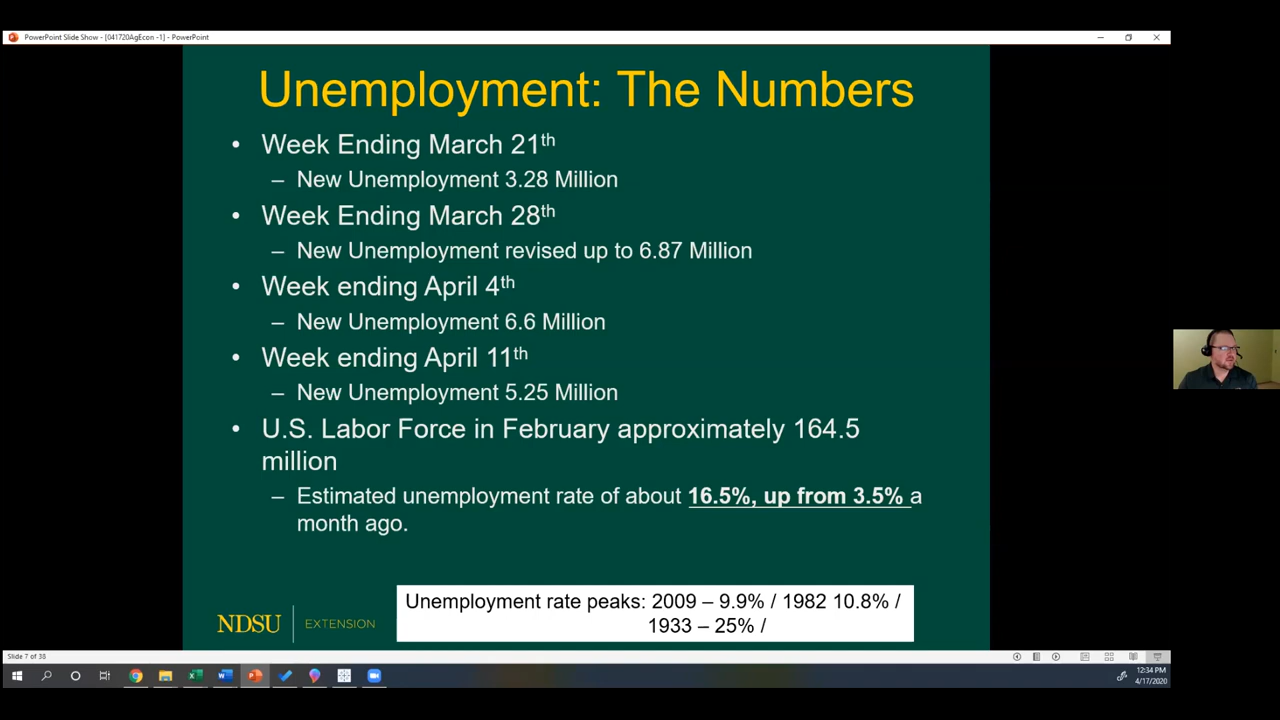 PowerPoint Slide Show - [041720AgEcon -1] - PowerPoint
Unemployment: The Numbers
• Week Ending March 21th
– New Unemployment 3.28 Million
• Week Ending March 28th
– New Unemployment revised up to 6.87 Million
• Week ending April 4th
– New Unemployment 6.6 Million
• Week ending April 11th
– New Unemployment 5.25 Million
• U.S. Labor Force in February approximately 164.5
million
– Estimated unemployment rate of about 16.5%, up from 3.5% a
month ago.
Unemployment rate peaks: 2009 – 9.9% / 1982 10.8% /
1933 – 25% /
NDSU EXTENSION
Slide 7 of 38
12:34 PM
4/17/2020